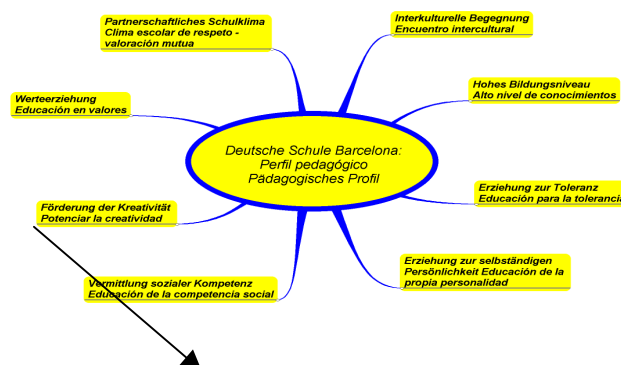 Partnerschaftliches Schulklima
Clima escolar de respeto -
valoración mutua
Interkulturelle Begegnung
Encuentro intercultural
Werteerziehung
Educación en valores
Hohes Bildungsniveau
Alto nivel de conocimientos
Deutsche Schule Barcelona:
Perfil pedagógico
Pädagogisches Profil
Förderung der Kreativität
Potenciar la creatividad
Erziehung zur Toleranz
Educación para la tolerancia
Vermittlung sozialer Kompetenz
Educación de la competencia social
Erziehung zur selbständigen
Persönlichkeit Educación de la
propia personalidad